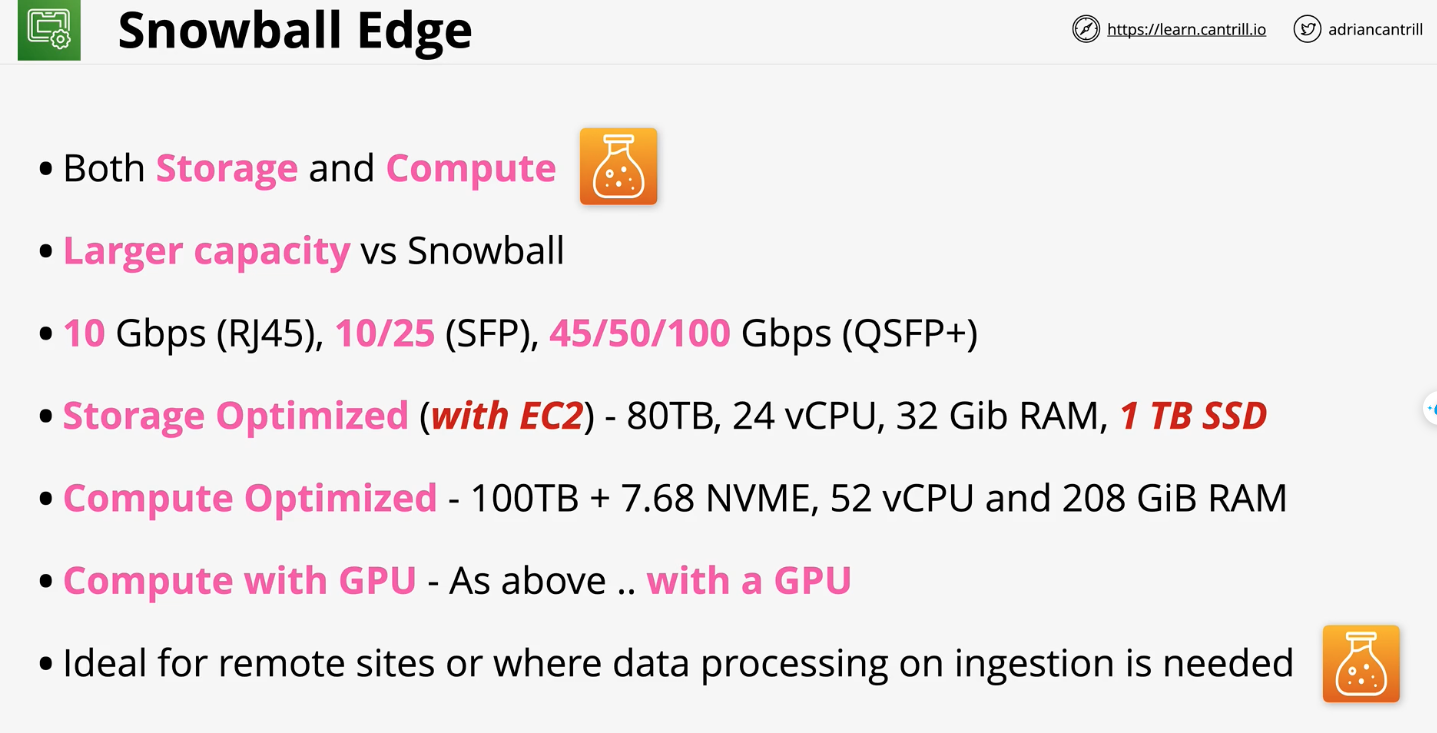 Snowball Edge
https://learn.cantrill.io
adriancantrill
• Both Storage and Compute
• Larger capacity vs Snowball
• 10 Gbps (RJ45), 10/25 (SFP), 45/50/100 Gbps (QSFP+)
• Storage Optimized (with EC2) - 80TB, 24 vCPU, 32 Gib RAM, 1 TB SSD
• Compute Optimized - 100TB + 7.68 NVME, 52 vCPU and 208 GiB RAM
• Compute with GPU - As above .. with a GPU
• Ideal for remote sites or where data processing on ingestion is needed